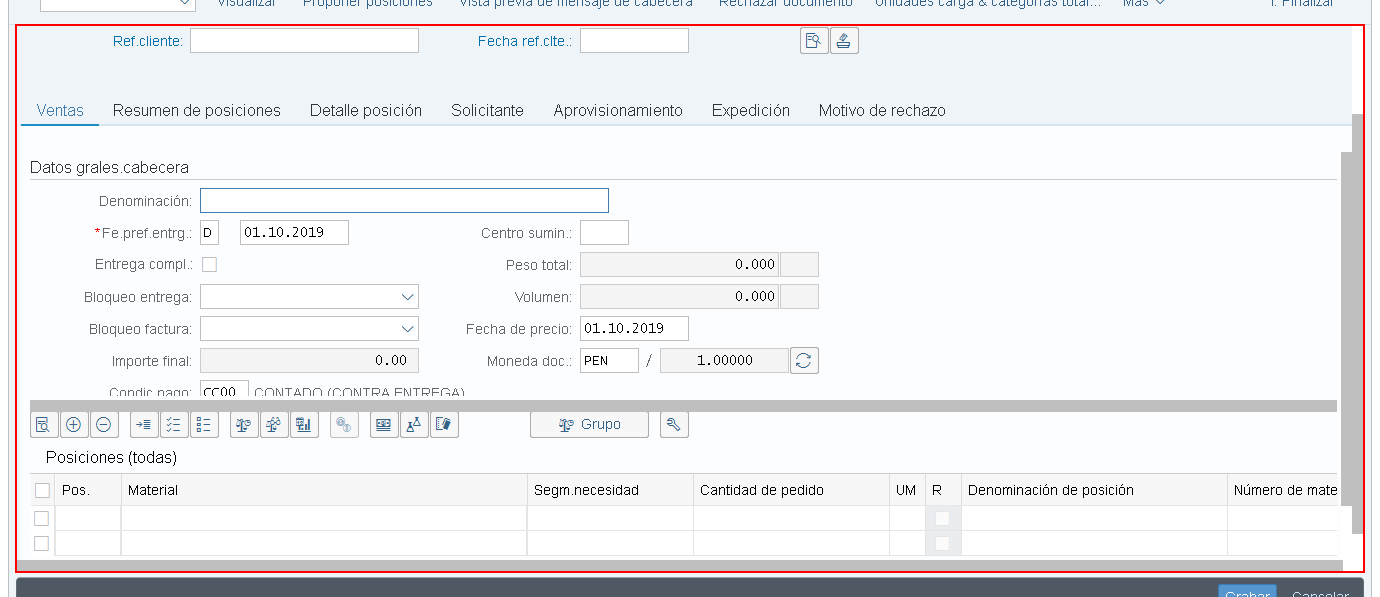 Visualizar Proponer posiciones Vista previa de mensaje de cabecera Rechazar documento Unidades carga & categorías total... Más Finalizar
Ref.cliente: Fecha ref.clte.:
Ventas Resumen de posiciones Detalle posición Solicitante Aprovisionamiento Expedición Motivo de rechazo
Datos grales.cabecera
Denominación:
*Fe.pref.entrg.: D 01.10.2019 Centro sumin.:
Entrega compl.: Peso total: 0.000
Bloqueo entrega: Volumen: 0.000
Bloqueo factura: Fecha de precio: 01.10.2019
Importe final: 0.00 Moneda doc.: PEN / 1.00000
Condic.pago: CC00 CONTADO (CONTRA ENTREGA)
Grupo
Posiciones (todas)
Pos. Material Segm.necesidad Cantidad de pedido UM R Denominación de posición Número de mate
Grabar Cancelar